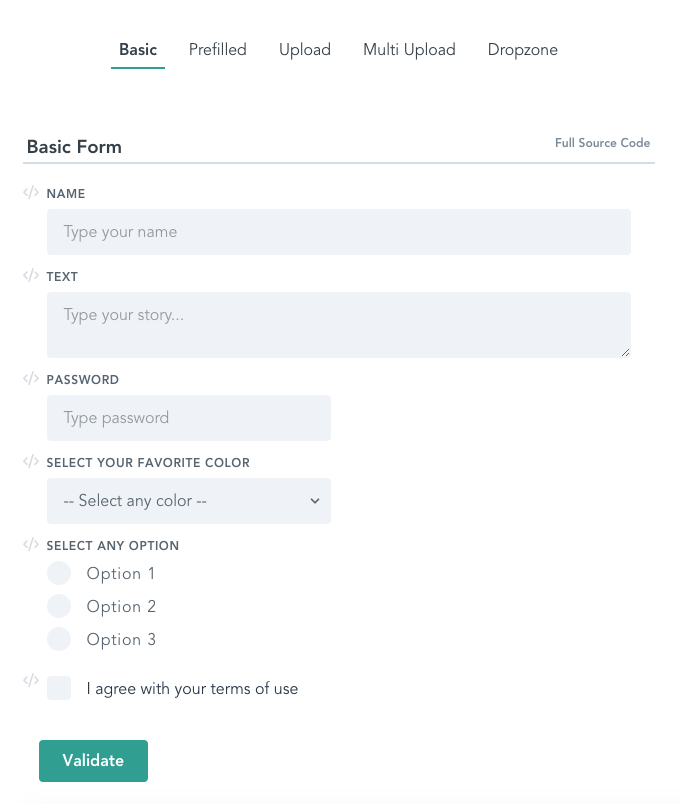 Basic Prefilled Upload Multi Upload Dropzone
Basic Form Full Source Code
</> NAME
Type your name
</> TEXT
Type your story...
</> PASSWORD
Type password
</> SELECT YOUR FAVORITE COLOR
-- Select any color --
</> SELECT ANY OPTION
Option 1
Option 2
Option 3
</> I agree with your terms of use
Validate